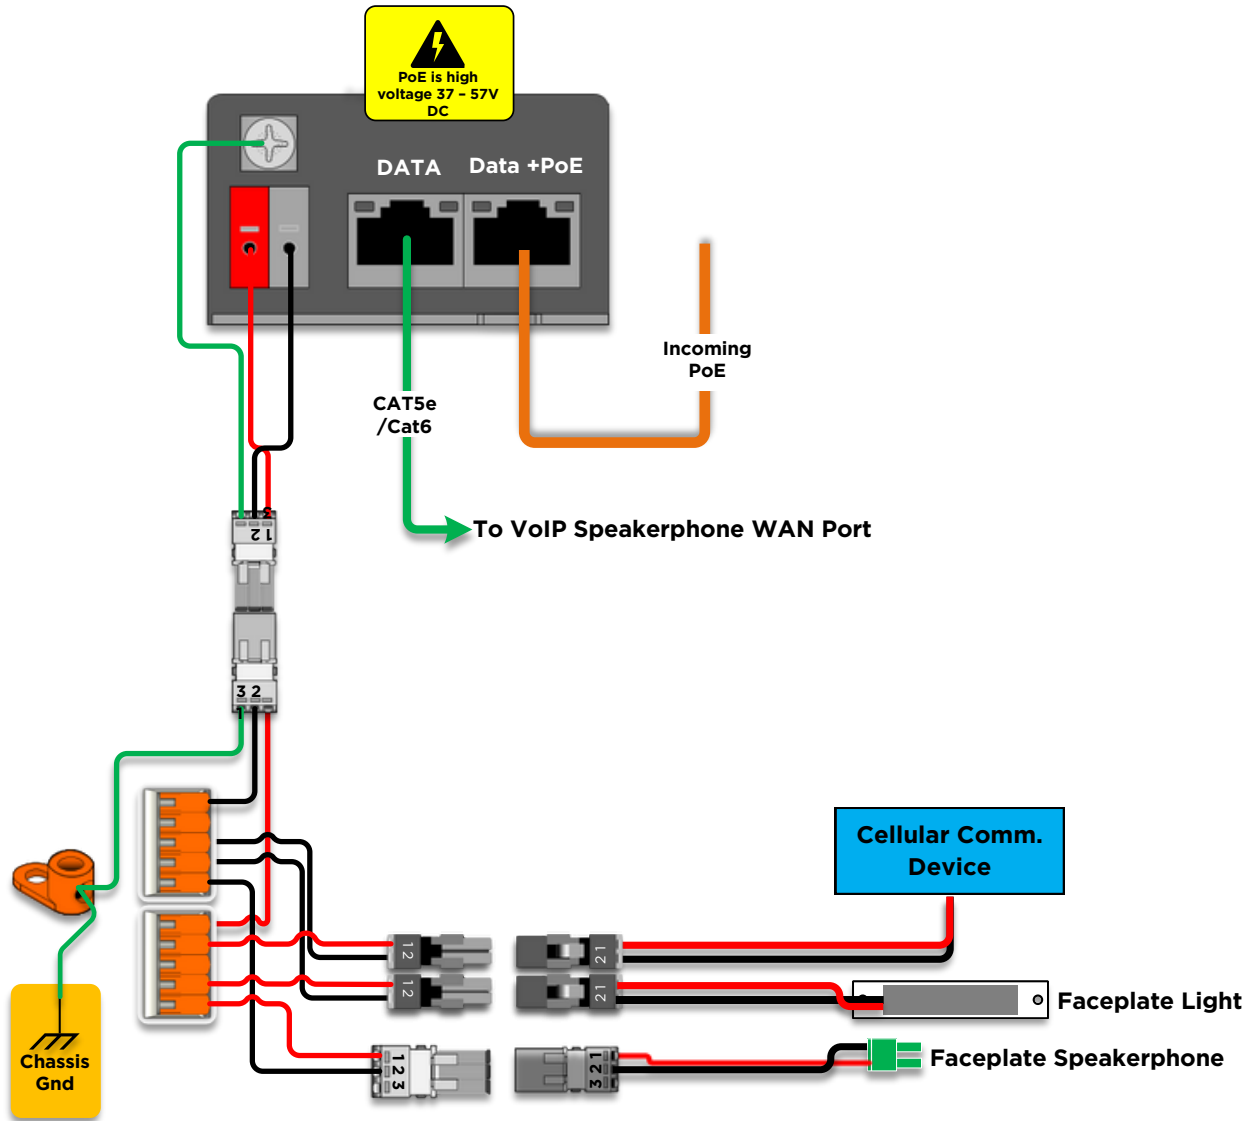 PoE is high
voltage 37 – 57V
DC
DATA
Data +PoE
Incoming
PoE
CAT5e
/Cat6
To VoIP Speakerphone WAN Port
3
1 2
3 2
1
Cellular Comm.
Device
1 2
2 1
1 2
2 1
Faceplate Light
1 2 3
3 2 1
Faceplate Speakerphone
Chassis
Gnd